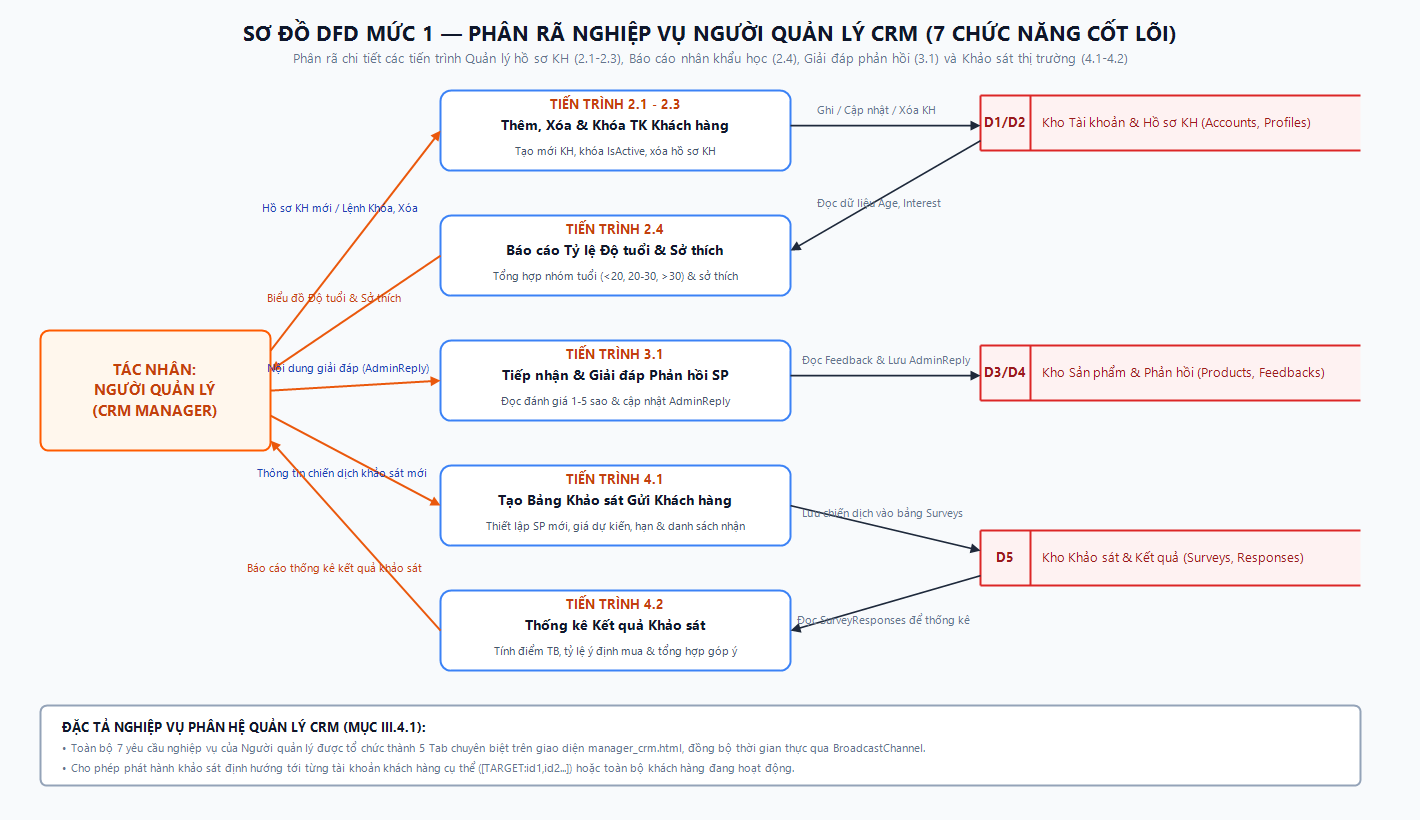 SƠ ĐỒ DFD MỨC 1 — PHÂN RÃ NGHIỆP VỤ NGƯỜI QUẢN LÝ CRM (7 CHỨC NĂNG CỐT LÕI)
Phân rã chi tiết các tiến trình Quản lý hồ sơ KH (2.1-2.3), Báo cáo nhân khẩu học (2.4), Giải đáp phản hồi (3.1) và Khảo sát thị trường (4.1-4.2)
TIẾN TRÌNH 2.1 - 2.3
Thêm, Xóa & Khóa TK Khách hàng
Tạo mới KH, khóa IsActive, xóa hồ sơ KH
Ghi / Cập nhật / Xóa KH
D1/D2
Kho Tài khoản & Hồ sơ KH (Accounts, Profiles)
Hồ sơ KH mới / Lệnh Khóa, Xóa
Đọc dữ liệu Age, Interest
TIẾN TRÌNH 2.4
Báo cáo Tỷ lệ Độ tuổi & Sở thích
Tổng hợp nhóm tuổi (<20, 20-30, >30) & sở thích
Biểu đồ Độ tuổi & Sở thích
TÁC NHÂN:
NGƯỜI QUẢN LÝ
(CRM MANAGER)
Nội dung giải đáp (AdminReply)
TIẾN TRÌNH 3.1
Tiếp nhận & Giải đáp Phản hồi SP
Đọc đánh giá 1-5 sao & cập nhật AdminReply
Đọc Feedback & Lưu AdminReply
D3/D4
Kho Sản phẩm & Phản hồi (Products, Feedbacks)
Thông tin chiến dịch khảo sát mới
TIẾN TRÌNH 4.1
Tạo Bảng Khảo sát Gửi Khách hàng
Thiết lập SP mới, giá dự kiến, hạn & danh sách nhận
Lưu chiến dịch vào bảng Surveys
D5
Kho Khảo sát & Kết quả (Surveys, Responses)
Báo cáo thống kê kết quả khảo sát
TIẾN TRÌNH 4.2
Thống kê Kết quả Khảo sát
Tính điểm TB, tỷ lệ ý định mua & tổng hợp góp ý
Đọc SurveyResponses để thống kê
ĐẶC TẢ NGHIỆP VỤ PHÂN HỆ QUẢN LÝ CRM (MỤC III.4.1):
• Toàn bộ 7 yêu cầu nghiệp vụ của Người quản lý được tổ chức thành 5 Tab chuyên biệt trên giao diện manager_crm.html, đồng bộ thời gian thực qua BroadcastChannel.
• Cho phép phát hành khảo sát định hướng tới từng tài khoản khách hàng cụ thể ([TARGET:id1,id2...]) hoặc toàn bộ khách hàng đang hoạt động.